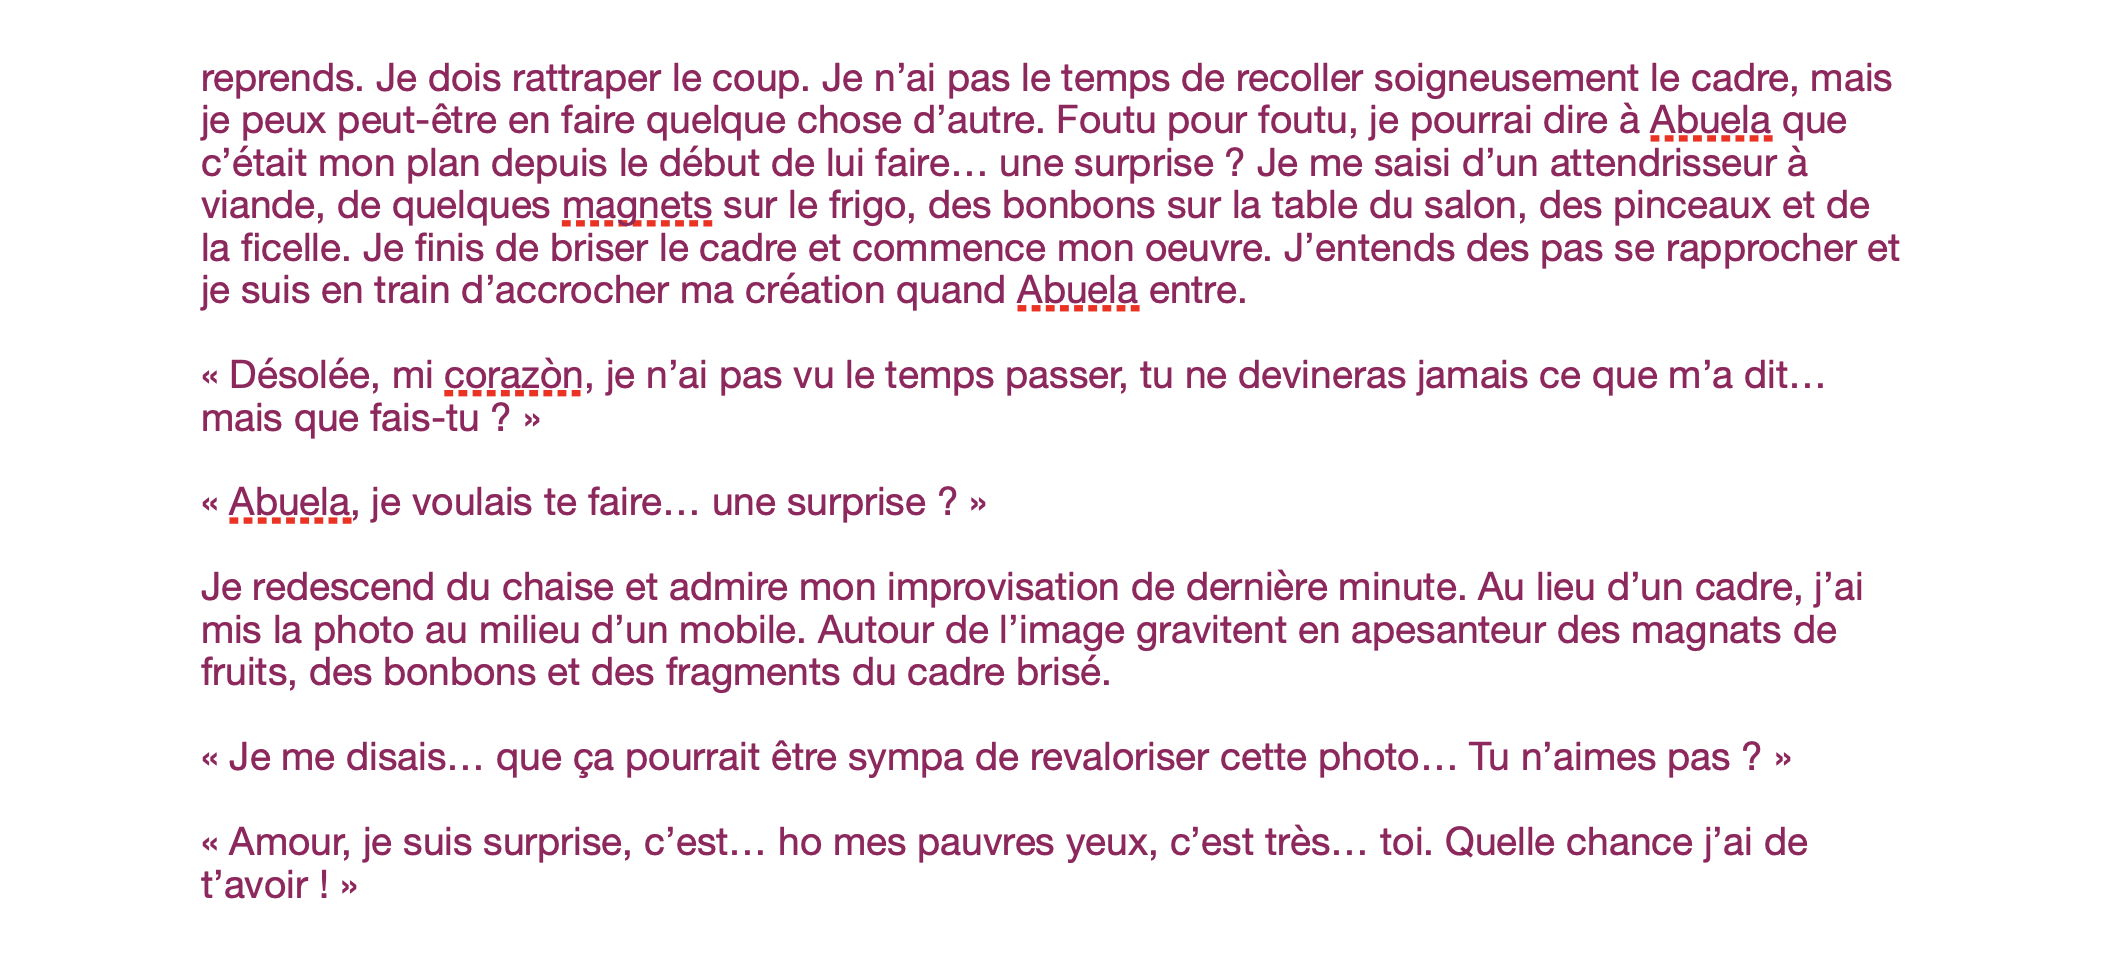 reprends. Je dois rattraper le coup. Je n’ai pas le temps de recoller soigneusement le cadre, mais
je peux peut-être en faire quelque chose d’autre. Foutu pour foutu, je pourrai dire à Abuela que
c’était mon plan depuis le début de lui faire… une surprise ? Je me saisi d’un attendrisseur à
viande, de quelques magnets sur le frigo, des bonbons sur la table du salon, des pinceaux et de
la ficelle. Je finis de briser le cadre et commence mon oeuvre. J’entends des pas se rapprocher et
je suis en train d’accrocher ma création quand Abuela entre.
« Désolée, mi corazòn, je n’ai pas vu le temps passer, tu ne devineras jamais ce que m’a dit…
mais que fais-tu ? »
« Abuela, je voulais te faire… une surprise ? »
Je redescend du chaise et admire mon improvisation de dernière minute. Au lieu d’un cadre, j’ai
mis la photo au milieu d’un mobile. Autour de l’image gravitent en apesanteur des magnats de
fruits, des bonbons et des fragments du cadre brisé.
« Je me disais… que ça pourrait être sympa de revaloriser cette photo… Tu n’aimes pas ? »
« Amour, je suis surprise, c’est… ho mes pauvres yeux, c’est très… toi. Quelle chance j’ai de
t’avoir ! »